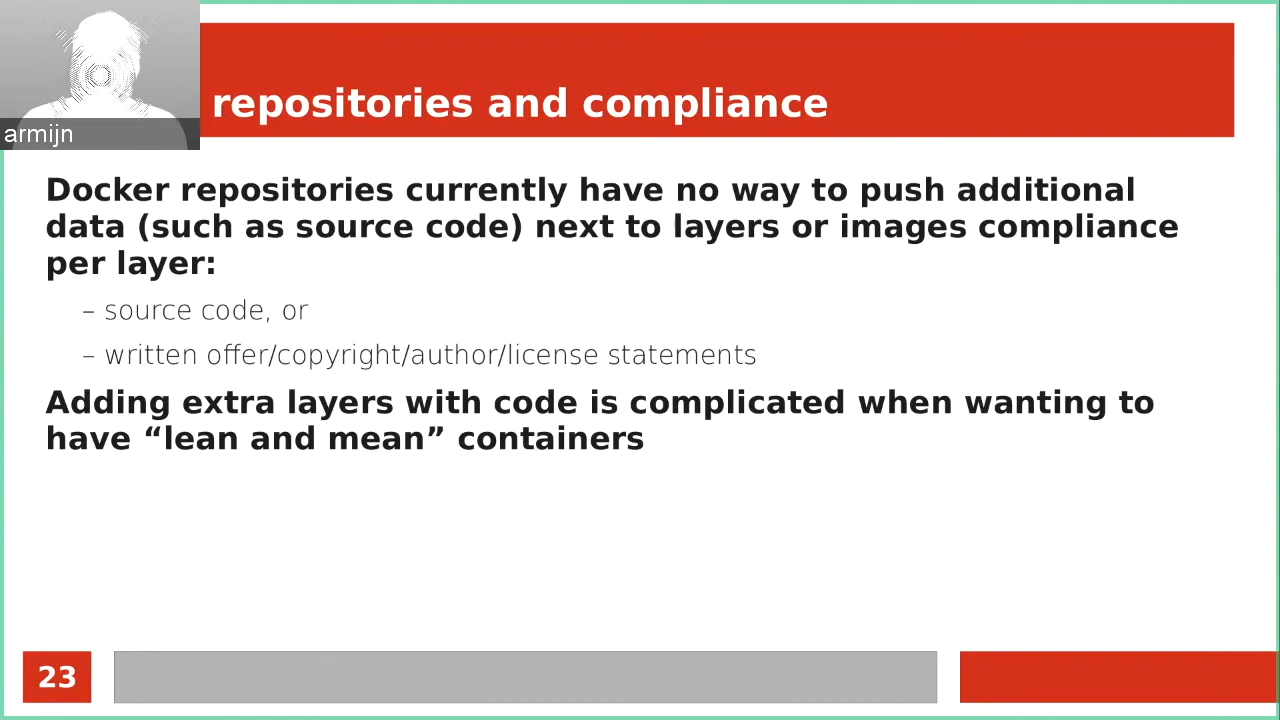 armijn
repositories and compliance
Docker repositories currently have no way to push additional
data (such as source code) next to layers or images compliance
per layer:
– source code, or
– written offer/copyright/author/license statements
Adding extra layers with code is complicated when wanting to
have “lean and mean” containers
23